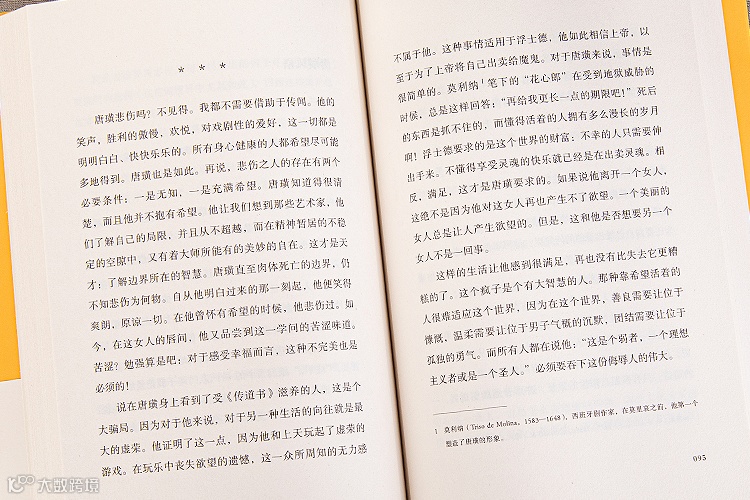 * * *
唐璜悲伤吗？不见得。我都不需要借助于传闻。他的
笑声，胜利的傲慢，欢悦，对戏剧性的爱好，这一切都是
明明白白、快快乐乐的。所有身心健康的人都希望尽可能
多地得到。唐璜也是如此。再说，悲伤之人的存在有两个
必要条件：一是无知，一是充满希望。唐璜知道得很清
楚，而且他并不抱有希望。他让我们想到那些艺术家，他
们了解自己的局限，并且从不超越，而在精神暂居的不稳
定的空隙中，又有着大师所能有的美妙的自在。这才是天
才：了解边界所在的智慧。唐璜直至肉体死亡的边界，仍
不知悲伤为何物。自从他明白过来的那一刻起，他便笑得
爽朗，原谅一切。在他曾怀有希望的时候，他悲伤过。如
今，在这女人的唇间，他又品尝到这一学问的苦涩味道。
苦涩？勉强算是吧：对于感受幸福而言，这种不完美也是
必须的！
说在唐璜身上看到了受《传道书》滋养的人，这是个
大骗局。因为对于他来说，对于另一种生活的向往就是最
大的虚荣。他证明了这一点，因为他和上天玩起了虚荣的
游戏。在玩乐中丧失欲望的遗憾，这一众所周知的无力感
不属于他。这种事情适用于浮士德，他如此相信上帝，以
至于为了上帝将自己出卖给魔鬼。对于唐璜来说，事情是
很简单的。莫利纳¹笔下的“花心郎”在受到地狱威胁的
时候，总是这样回答：“再给我更长一点的期限吧！”死后
的东西是抓不住的，而懂得活着的人拥有多么漫长的岁月
啊！浮士德要求的是这个世界的财富：不幸的人只需要伸
出手来。不懂得享受灵魂的快乐就已经是在出卖灵魂。相
反，满足，这才是唐璜要求的。如果说他离开一个女人，
这绝不是因为他对这女人再也产生不了欲望。一个美丽的
女人总是让人产生欲望的。但是，这和他是否想要另一个
女人不是一回事。
这样的生活让他感到很满足，再也没有比失去它更糟
糕的了。这个疯子是个有大智慧的人。那种靠希望活着的
人很难适应这个世界，因为在这个世界，善良需要让位于
慷慨，温柔需要让位于男子气概的沉默，团结需要让位于
孤独的勇气。而所有人都在说他：“这是个弱者，一个理想
主义者或是一个圣人。”必须要吞下这份侮辱人的伟大。
1 莫利纳（Triso de Molina，1583—1648），西班牙剧作家，在莫里哀之前，他第一个
塑造了唐璜的形象。
095
大数跨境